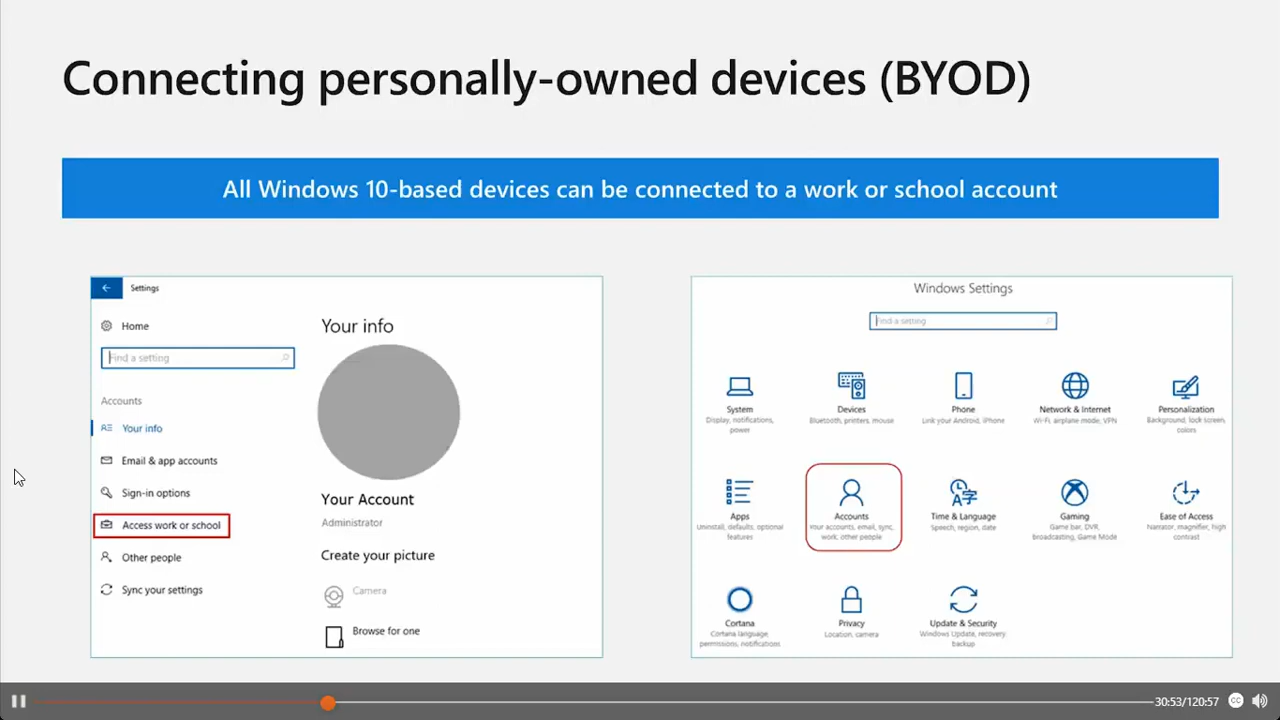 Connecting personally-owned devices (BYOD)
All Windows 10-based devices can be connected to a work or school account
Settings
Home
Find a setting
Accounts
Your info
Email & app accounts
Sign-in options
Access work or school
Other people
Sync your settings
Your info
Your Account
Administrator
Create your picture
Camera
Browse for one
Windows Settings
Find a setting
System
Display, notifications,
power
Devices
Bluetooth, printers, mouse
Phone
Link your Android, iPhone
Network & Internet
Wi-Fi, airplane mode, VPN
Personalization
Background, lock screen,
colors
Apps
Uninstall, defaults, optional
features
Accounts
Your accounts, email, sync,
work, other people
Time & Language
Speech, region, date
Gaming
Game bar, DVR,
broadcasting, Game Mode
Ease of Access
Narrator, magnifier, high
contrast
Cortana
Cortana language,
permissions, notifications
Privacy
Location, camera
Update & Security
Windows Update, recovery,
backup
30:53/120:57
CC